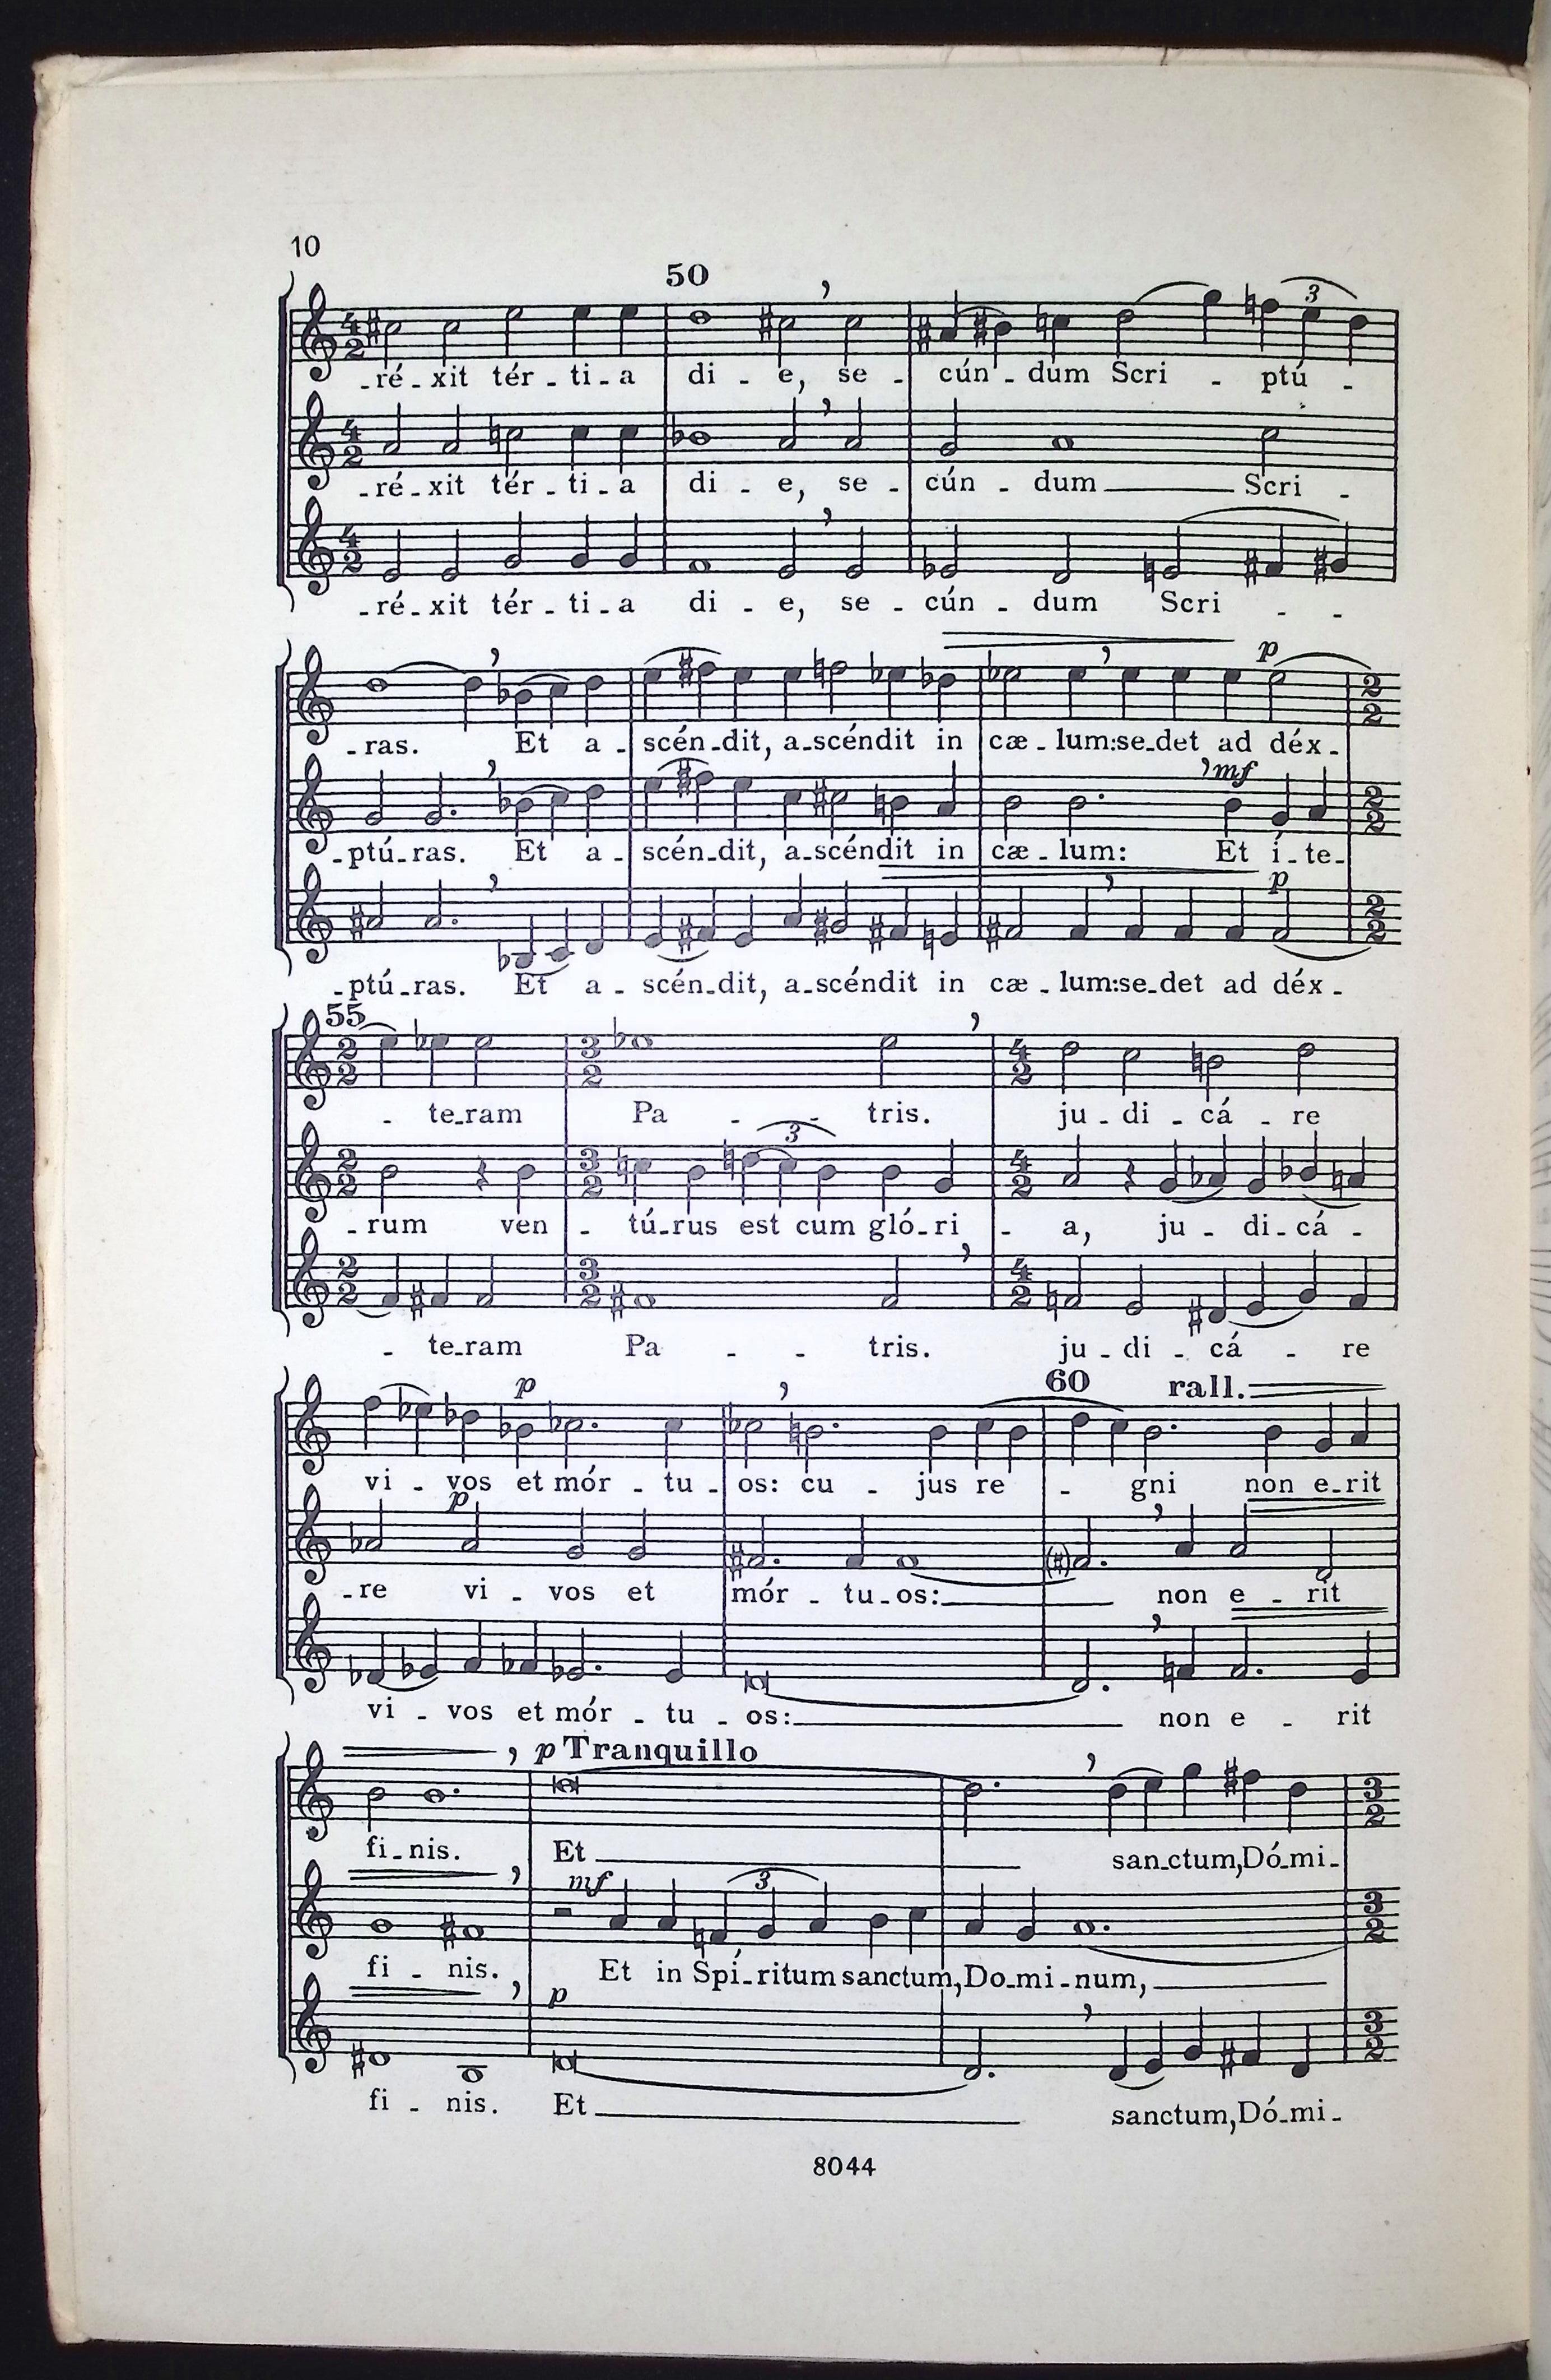 10
50
-ré-xit tér-ti-a di-e, se-cún-dum Scri-ptú-
-ré-xit tér-ti-a di-e, se-cún-dum Scri-
-ré-xit tér-ti-a di-e, se-cún-dum Scri-
p
-ras. Et a-scén-dit, a-scéndit in cæ-lum:se-det ad déx-
mf
-ptú-ras. Et a-scén-dit, a-scéndit in cæ-lum: Et í-te-
p
-ptú-ras. Et a-scén-dit, a-scéndit in cæ-lum:se-det ad déx-
55
-te-ram Pa-tris. ju-di-cá-re
-rum ven-tú-rus est cum gló-ri-a, ju-di-cá-
-te-ram Pa-tris. ju-di-cá-re
p 60 rall.
vi-vos et mór-tu-os: cu-jus re-gni non e-rit
p
-re vi-vos et mór-tu-os: non e-rit
vi-vos et mór-tu-os: non e-rit
p Tranquillo
fi-nis. Et sanctum,Dó-mi-
mf
fi-nis. Et in Spí-ritum sanctum,Do-mi-num,
p
fi-nis. Et sanctum,Dó-mi-
8044